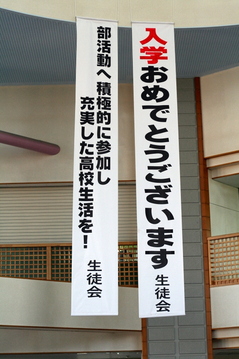 入学おめでとうございます
生徒会
部活動へ積極的に参加し
充実した高校生活を！
生徒会